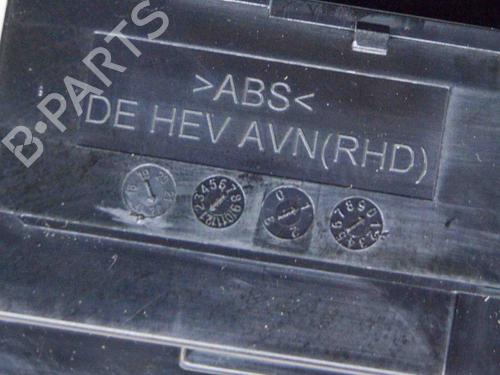 B-PARTS
>ABS<
DE HEV AVN(RHD)